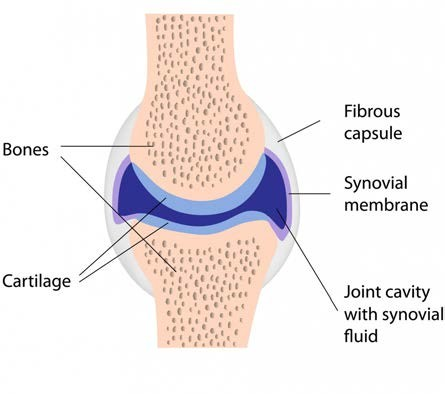 Bones
Cartilage
Fibrous
capsule
Synovial
membrane
Joint cavity
with synovial
fluid